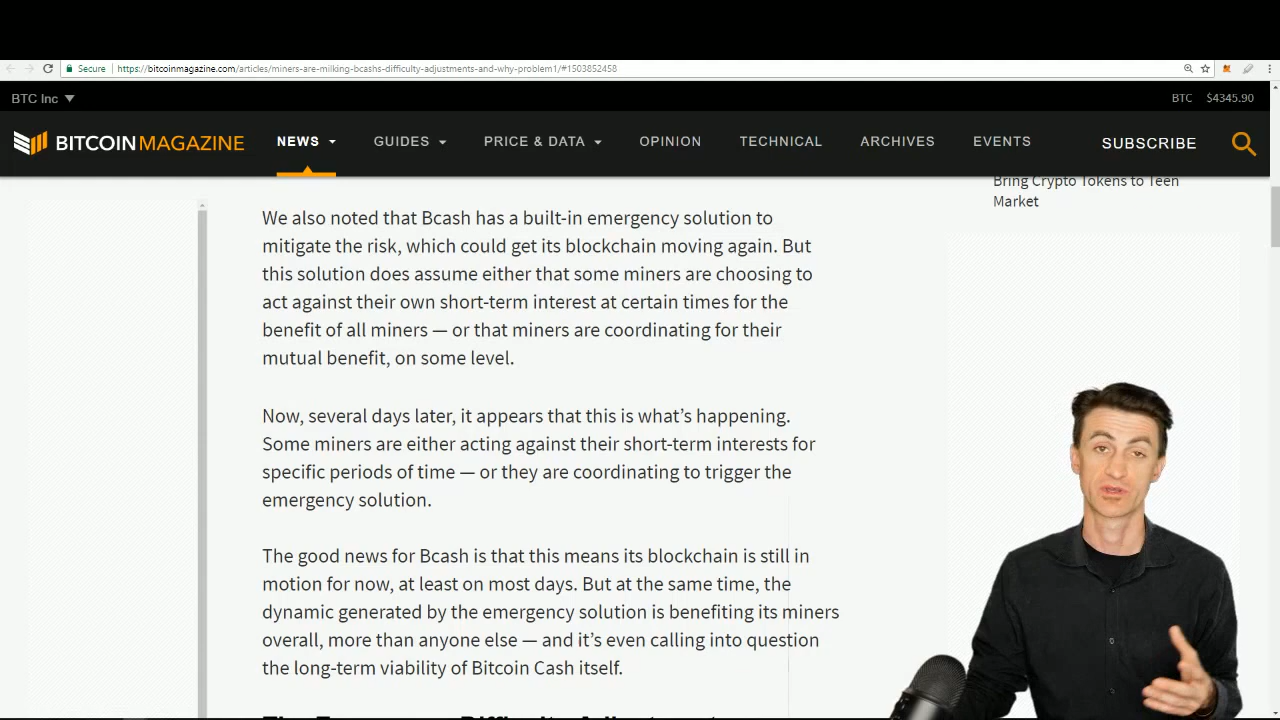 Secure
https://bitcoinmagazine.com/articles/miners-are-milking-bcashs-difficulty-adjustments-and-why-problem1/#1503852458
BTC Inc
BTC $4345.90
BITCOINMAGAZINE
NEWS
GUIDES
PRICE & DATA
OPINION
TECHNICAL
ARCHIVES
EVENTS
SUBSCRIBE
Bring Crypto Tokens to Teen
Market
We also noted that Bcash has a built-in emergency solution to
mitigate the risk, which could get its blockchain moving again. But
this solution does assume either that some miners are choosing to
act against their own short-term interest at certain times for the
benefit of all miners — or that miners are coordinating for their
mutual benefit, on some level.
Now, several days later, it appears that this is what’s happening.
Some miners are either acting against their short-term interests for
specific periods of time — or they are coordinating to trigger the
emergency solution.
The good news for Bcash is that this means its blockchain is still in
motion for now, at least on most days. But at the same time, the
dynamic generated by the emergency solution is benefiting its miners
overall, more than anyone else — and it’s even calling into question
the long-term viability of Bitcoin Cash itself.